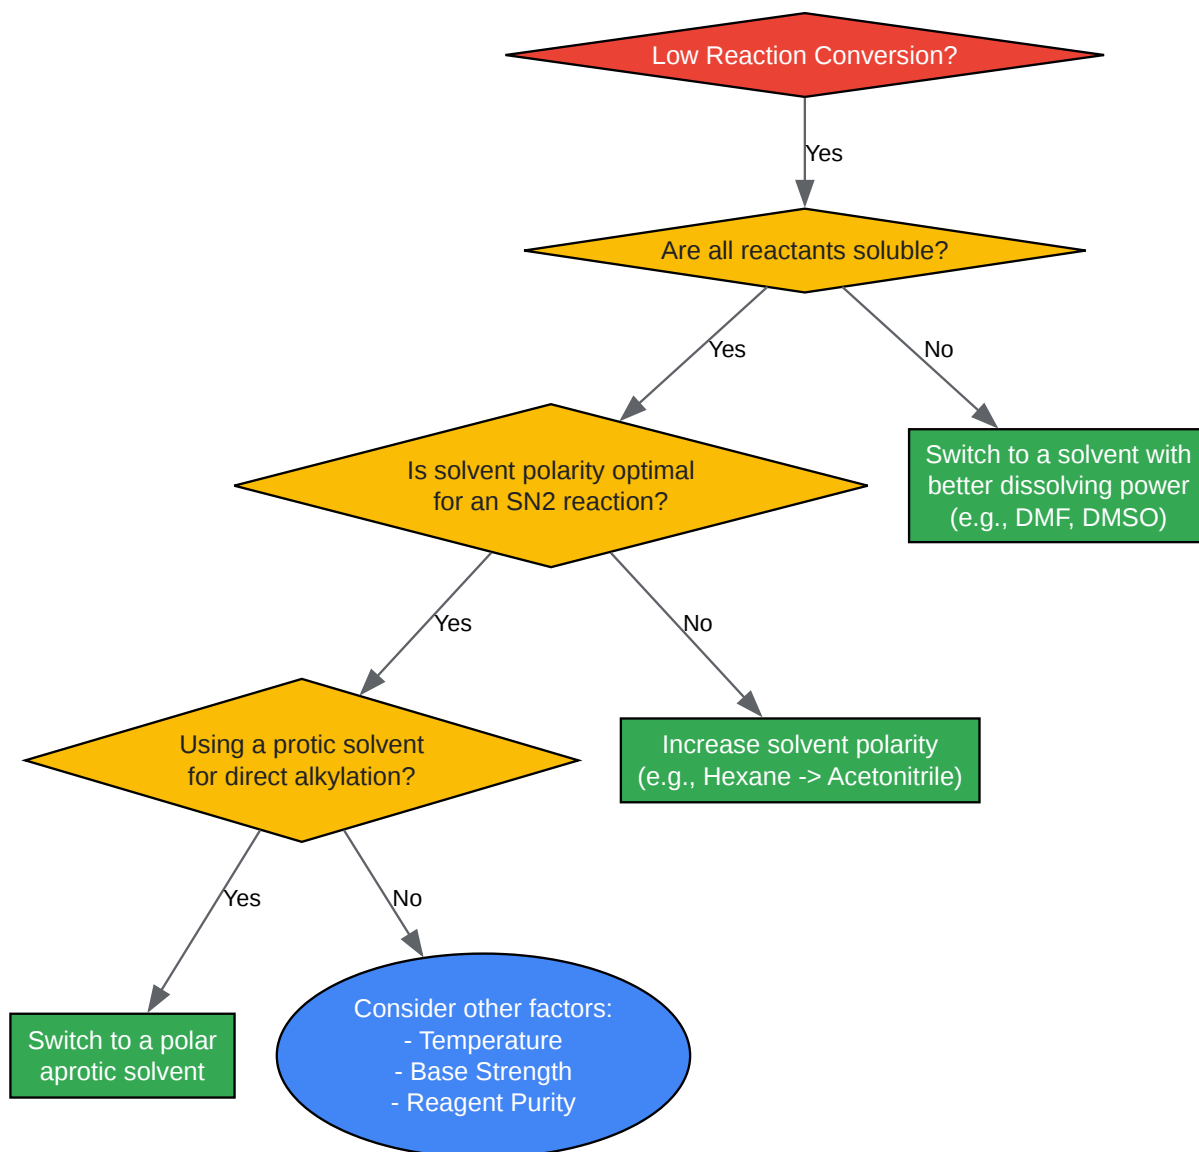 Low Reaction Conversion?
Yes
Are all reactants soluble?
Yes
No
Is solvent polarity optimal
for an SN2 reaction?
Switch to a solvent with
better dissolving power
(e.g., DMF, DMSO)
Yes
No
Using a protic solvent
for direct alkylation?
Increase solvent polarity
(e.g., Hexane -> Acetonitrile)
Yes
No
Switch to a polar
aprotic solvent
Consider other factors:
- Temperature
- Base Strength
- Reagent Purity